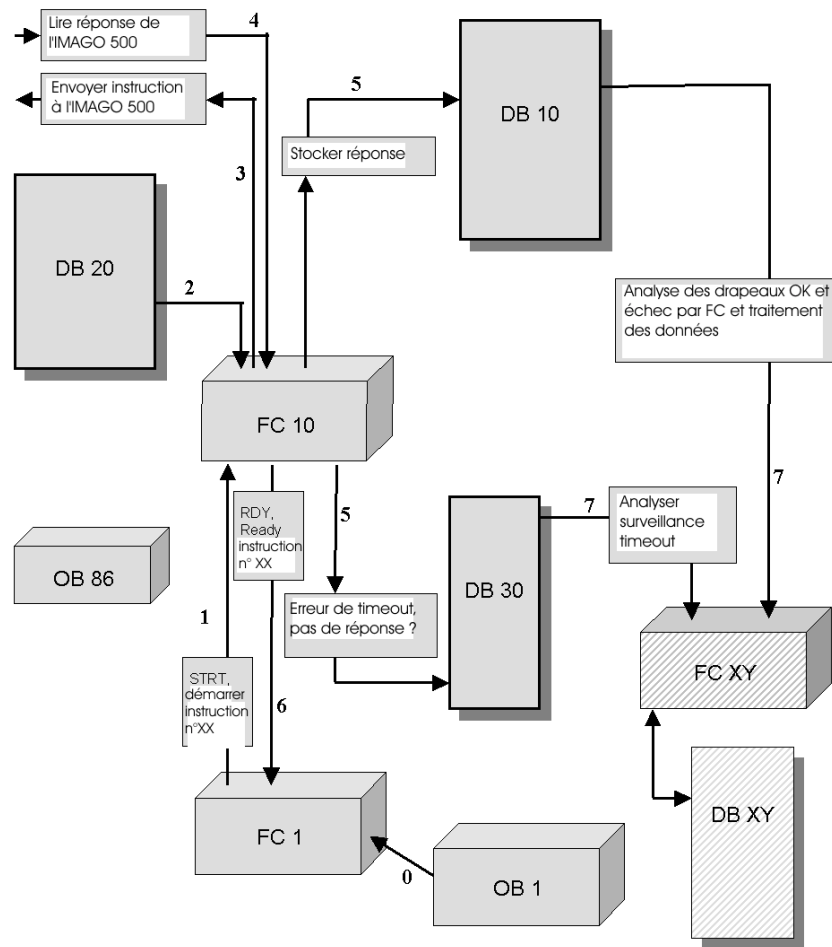 Lire réponse de
l'IMAGO 500
4
Envoyer instruction
à l'IMAGO 500
3
5
Stocker réponse
DB 10
DB 20
2
Analyse des drapeaux OK et
échec par FC et traitement
des données
FC 10
7
RDY,
Ready
instruction
n° XX
5
7
Analyser
surveillance
timeout
OB 86
1
Erreur de timeout,
pas de réponse ?
DB 30
STRT,
démarrer
instruction
n°XX
6
FC XY
DB XY
FC 1
0
OB 1